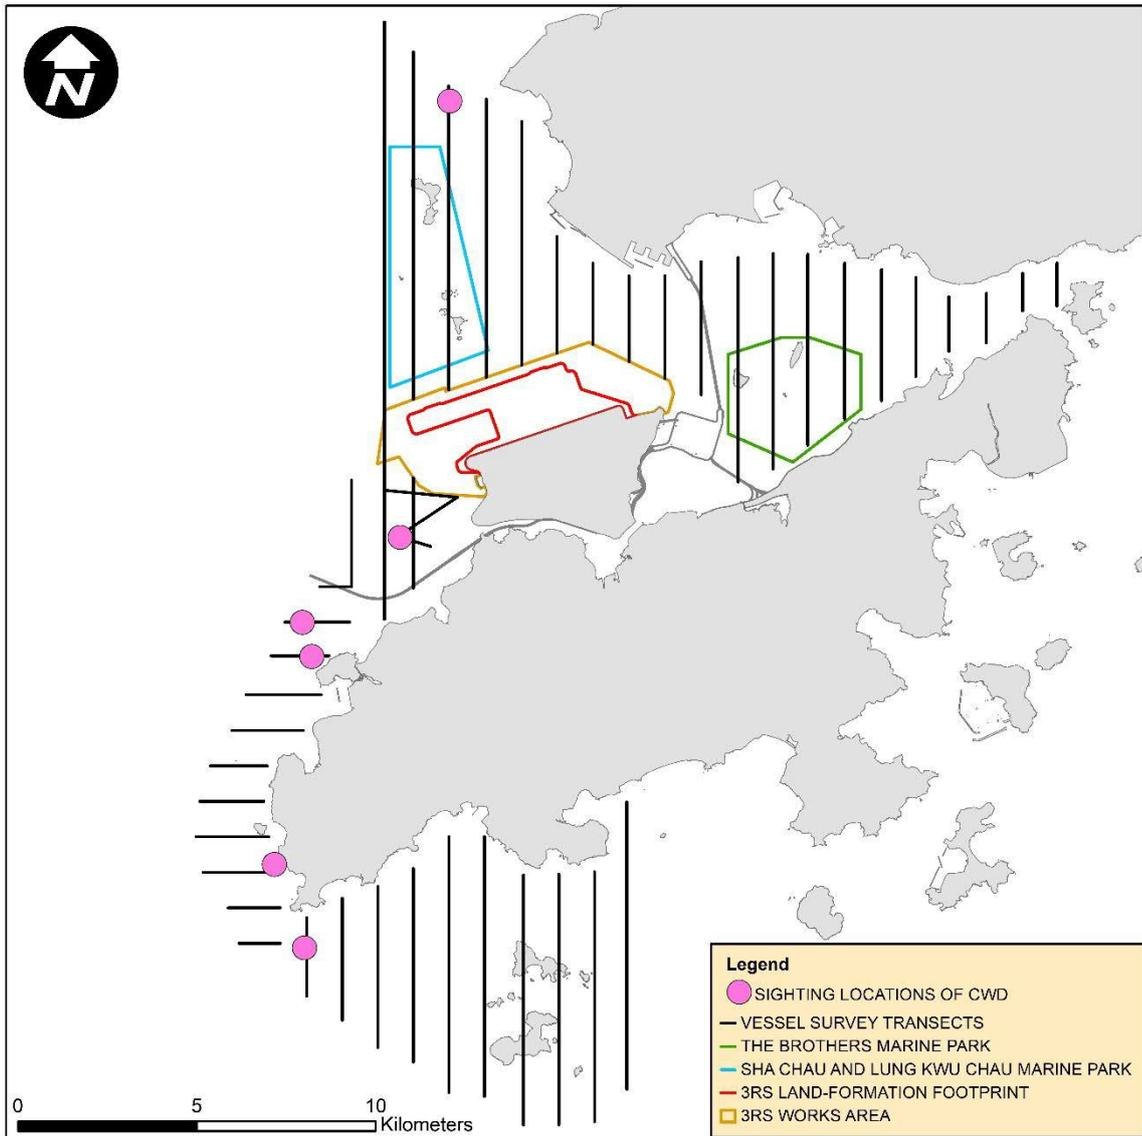 N
Legend
SIGHTING LOCATIONS OF CWD
VESSEL SURVEY TRANSECTS
THE BROTHERS MARINE PARK
SHA CHAU AND LUNG KWU CHAU MARINE PARK
3RS LAND-FORMATION FOOTPRINT
3RS WORKS AREA
0 5 10
Kilometers